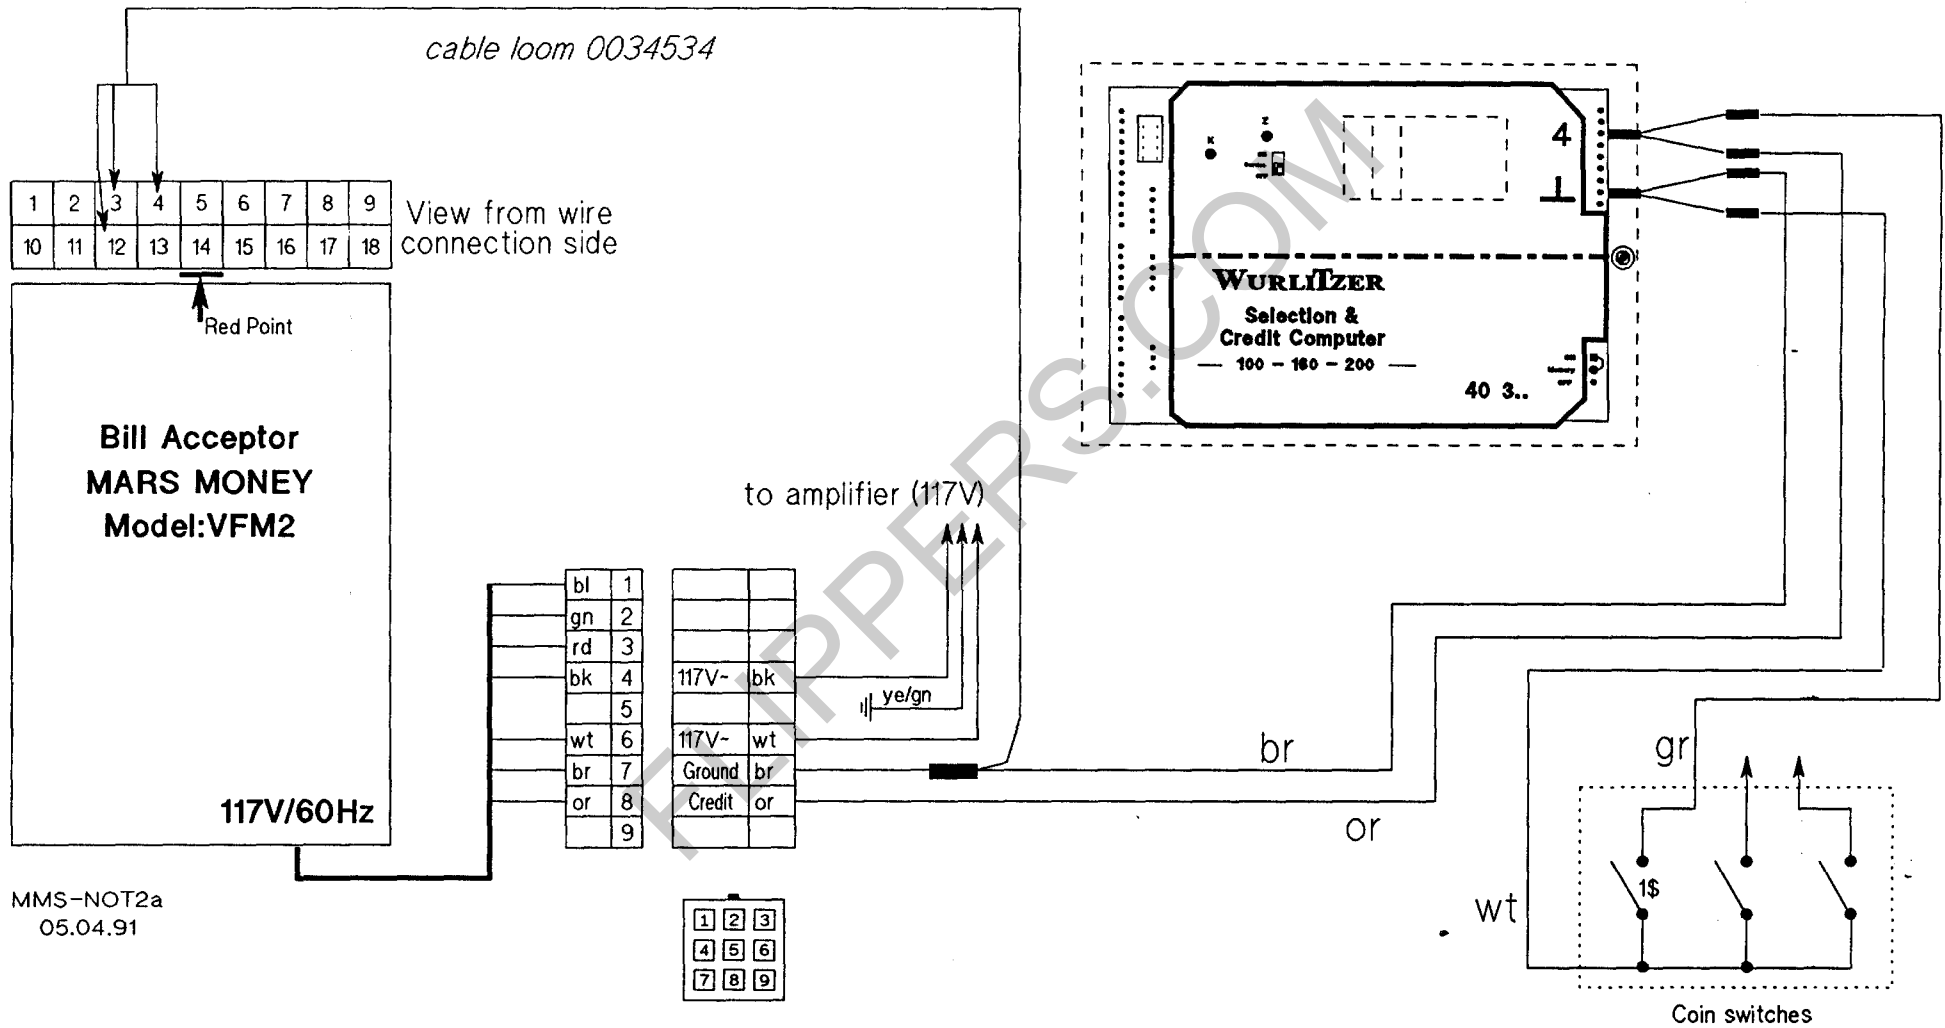 cable loom 0034534
1 2 3 4 5 6 7 8 9
10 11 12 13 14 15 16 17 18
View from wire
connection side
Red Point
Bill Acceptor
MARS MONEY
Model:VFM2
117V/60Hz
MMS-NOT2a
05.04.91
to amplifier (117V)
bl 1
gn 2
rd 3
bk 4 117V~ bk
5
wt 6 117V~ wt
br 7 Ground br
or 8 Credit or
9
ye/gn
1 2 3
4 5 6
7 8 9
4
WURLITZER
Selection &
Credit Computer
— 100 – 160 – 200 —
40 3..
br
or
gr
wt
1$
Coin switches
FLIPPERS.COM